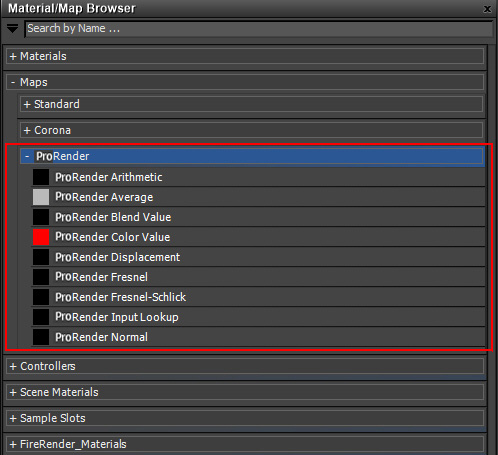 Material/Map Browser x
Search by Name ...
+ Materials
- Maps
+ Standard
+ Corona
- ProRender
ProRender Arithmetic
ProRender Average
ProRender Blend Value
ProRender Color Value
ProRender Displacement
ProRender Fresnel
ProRender Fresnel-Schlick
ProRender Input Lookup
ProRender Normal
+ Controllers
+ Scene Materials
+ Sample Slots
+ FireRender_Materials